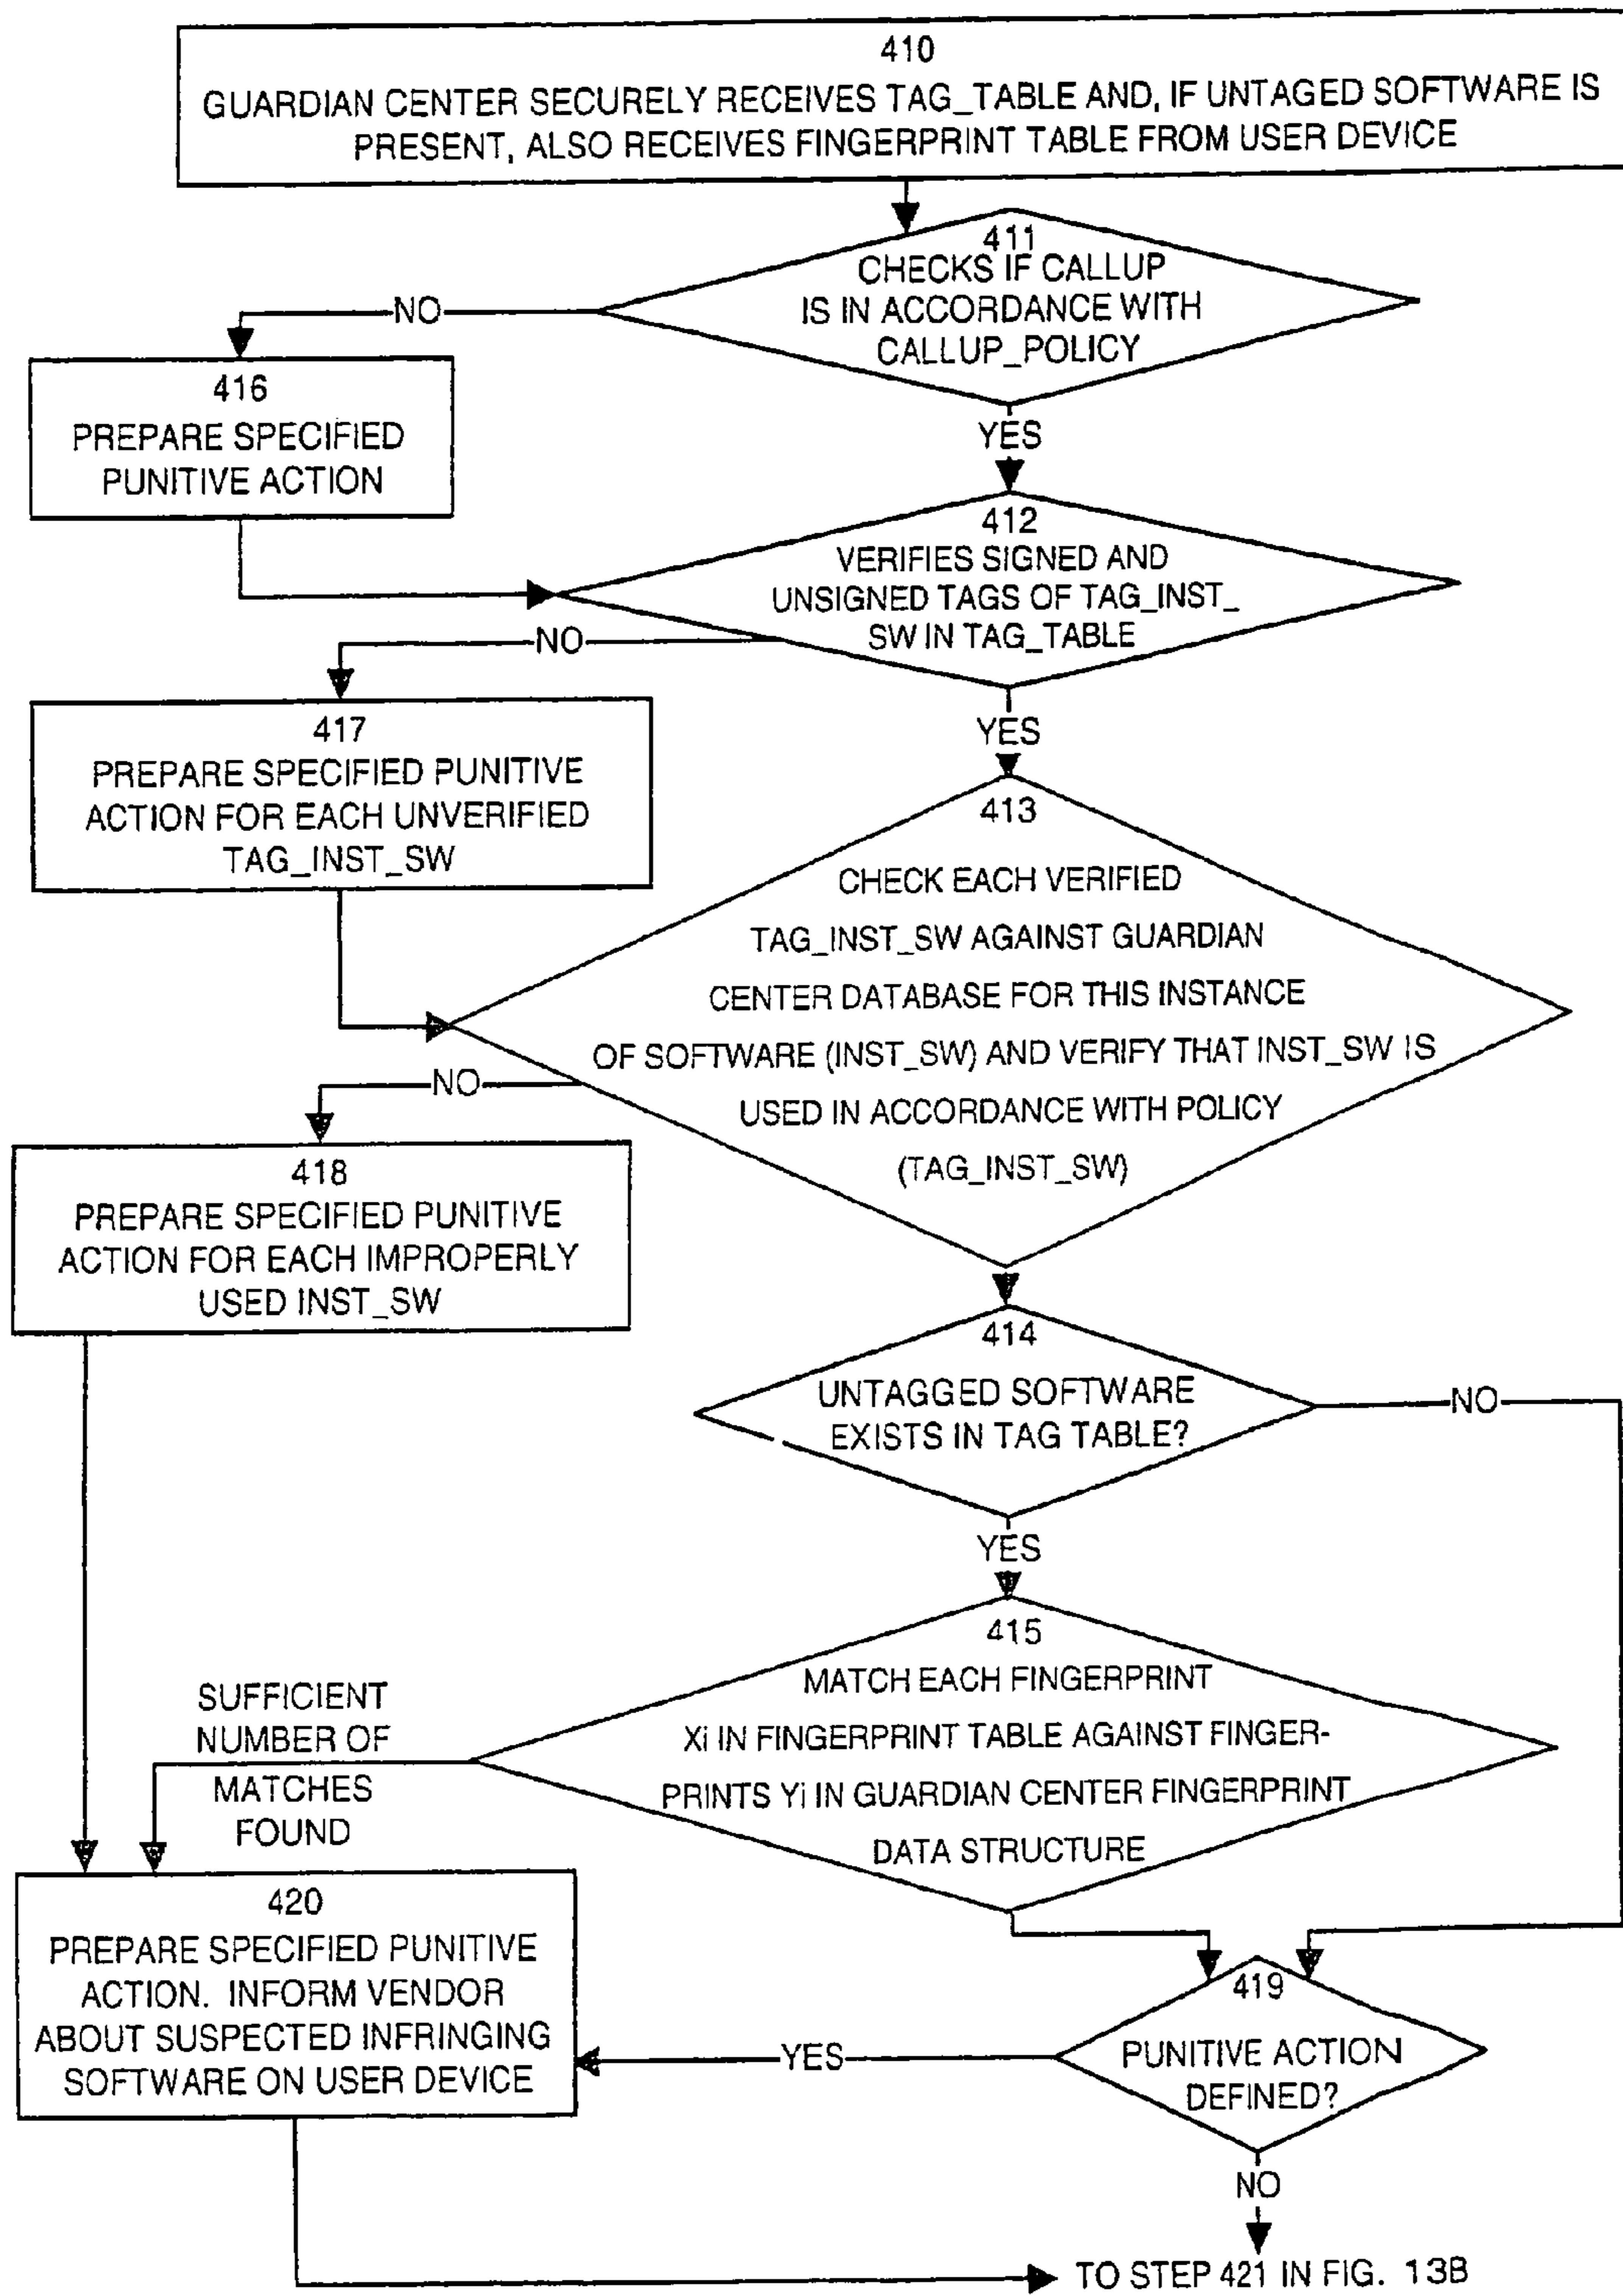 410
GUARDIAN CENTER SECURELY RECEIVES TAG_TABLE AND, IF UNTAGED SOFTWARE IS
PRESENT, ALSO RECEIVES FINGERPRINT TABLE FROM USER DEVICE
411
CHECKS IF CALLUP
IS IN ACCORDANCE WITH
CALLUP_POLICY
NO
YES
416
PREPARE SPECIFIED
PUNITIVE ACTION
412
VERIFIES SIGNED AND
UNSIGNED TAGS OF TAG_INST_
SW IN TAG_TABLE
NO
YES
417
PREPARE SPECIFIED PUNITIVE
ACTION FOR EACH UNVERIFIED
TAG_INST_SW
413
CHECK EACH VERIFIED
TAG_INST_SW AGAINST GUARDIAN
CENTER DATABASE FOR THIS INSTANCE
OF SOFTWARE (INST_SW) AND VERIFY THAT INST_SW IS
USED IN ACCORDANCE WITH POLICY
(TAG_INST_SW)
NO
418
PREPARE SPECIFIED PUNITIVE
ACTION FOR EACH IMPROPERLY
USED INST_SW
414
UNTAGGED SOFTWARE
EXISTS IN TAG TABLE?
NO
YES
415
MATCH EACH FINGERPRINT
Xi IN FINGERPRINT TABLE AGAINST FINGER-
PRINTS Yi IN GUARDIAN CENTER FINGERPRINT
DATA STRUCTURE
SUFFICIENT
NUMBER OF
MATCHES
FOUND
420
PREPARE SPECIFIED PUNITIVE
ACTION. INFORM VENDOR
ABOUT SUSPECTED INFRINGING
SOFTWARE ON USER DEVICE
419
PUNITIVE ACTION
DEFINED?
YES
NO
TO STEP 421 IN FIG. 13B